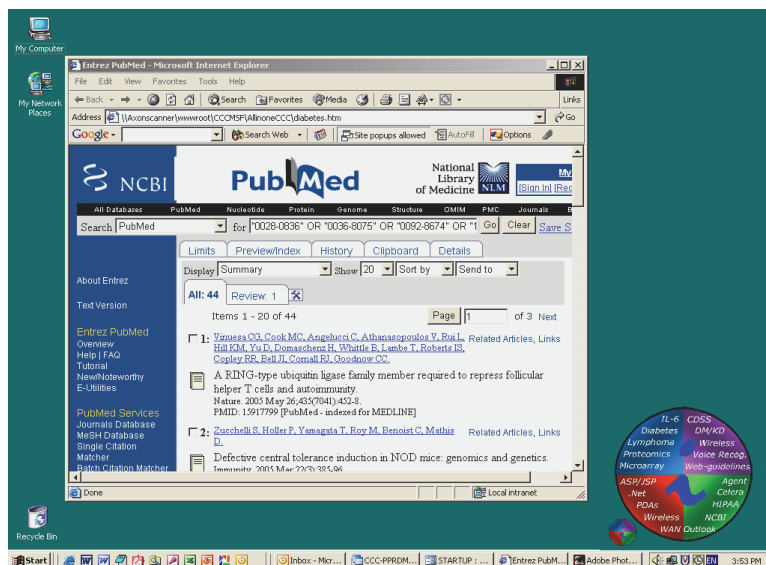 My Computer
My Network
Places
Recycle Bin
Entrez PubMed - Microsoft Internet Explorer
File Edit View Favorites Tools Help
Back Search Favorites Media Links
Address \\Axonscanner\wwwroot\CCCMSF\AllinoneCCC\diabetes.htm Go
Google - Search Web Site popups allowed AutoFill Options
NCBI
PubMed
National
Library
of Medicine NLM
My
[Sign In] [Reg
All Databases PubMed Nucleotide Protein Genome Structure OMIM PMC Journals B
Search PubMed for "0028-0836" OR "0036-8075" OR "0092-8674" OR "1 Go Clear Save S
Limits Preview/Index History Clipboard Details
Display Summary Show 20 Sort by Send to
All: 44 Review: 1
Items 1 - 20 of 44 Page 1 of 3 Next
About Entrez
Text Version
Entrez PubMed
Overview
Help | FAQ
Tutorial
New/Noteworthy
E-Utilities
PubMed Services
Journals Database
MeSH Database
Single Citation
Matcher
Batch Citation Matcher
1: Vinuesa CG, Cook MC, Angelucci C, Athanasopoulos V, Rui L, Related Articles, Links
Hill KM, Yu D, Domaschenz H, Whittle B, Lambe T, Roberts IS,
Copley RR, Bell JI, Cornall RJ, Goodnow CC.
A RING-type ubiquitin ligase family member required to repress follicular
helper T cells and autoimmunity.
Nature. 2005 May 26;435(7041):452-8.
PMID: 15917799 [PubMed - indexed for MEDLINE]
2: Zucchelli S, Holler P, Yamagata T, Roy M, Benoist C, Mathis Related Articles, Links
D.
Defective central tolerance induction in NOD mice: genomics and genetics.
Immunity. 2005 Mar;22(3):385-96.
Done Local intranet
IL-6 CDSS
Diabetes DM/KD
Lymphoma Wireless
Proteomics Voice Recog.
Microarray Web-guidelines
ASP/JSP Agent
.Net Celera
PDAs HIPAA
Wireless NCBI
WAN Outlook
Start Inbox - Micr... CCC-PPRDM... STARTUP : ... Entrez PubM... Adobe Phot... EN 3:53 PM